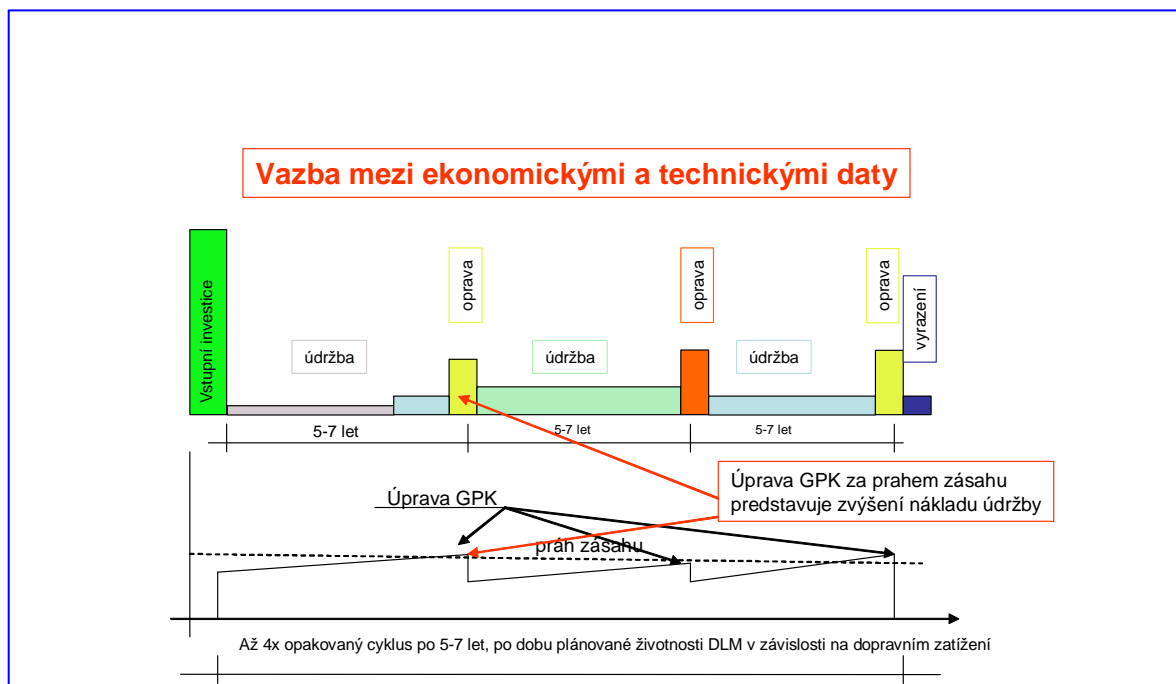 Vazba mezi ekonomickými a technickými daty
Vstupní investice
oprava
oprava
oprava
vyrazení
údržba
údržba
údržba
5-7 let
5-7 let
5-7 let
Úprava GPK za prahem zásahu
predstavuje zvýšení nákladu údržby
Úprava GPK
práh zásahu
Až 4x opakovaný cyklus po 5-7 let, po dobu plánované životnosti DLM v závislosti na dopravním zatížení